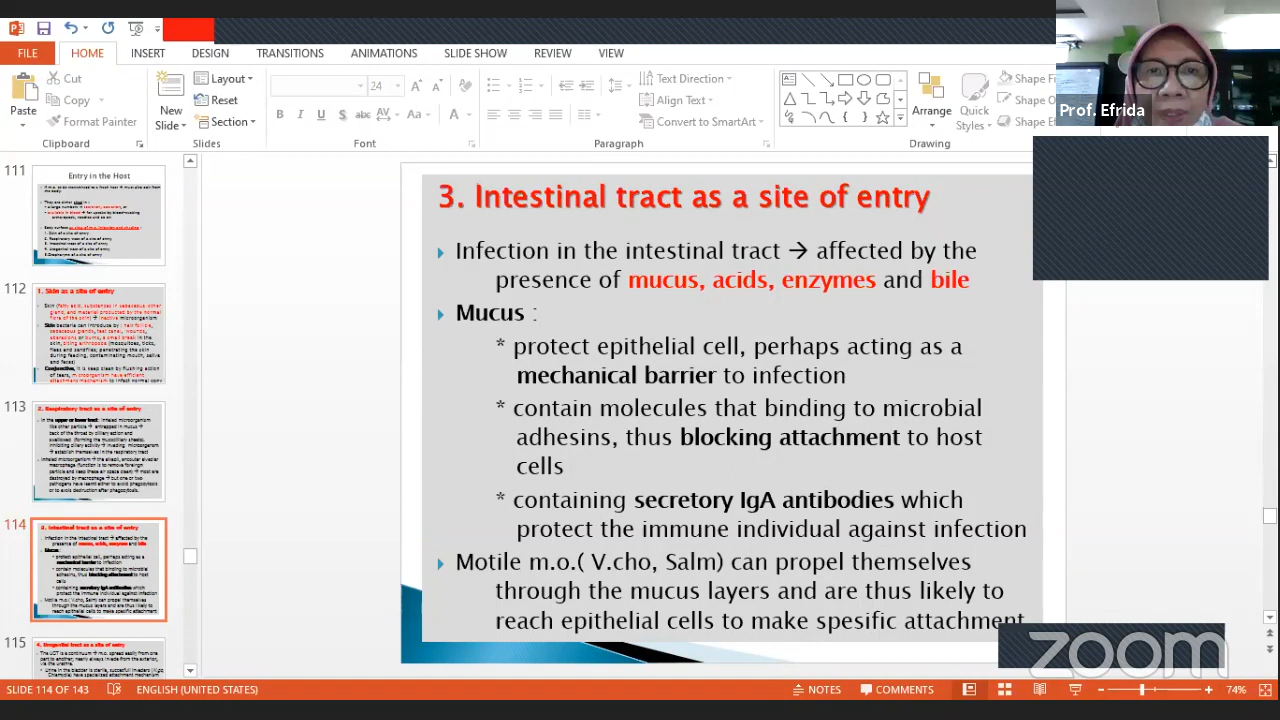 FILE HOME INSERT DESIGN TRANSITIONS ANIMATIONS SLIDE SHOW REVIEW VIEW
Cut
Copy
Format Painter
Paste
Clipboard
New
Slide
Layout
Reset
Section
Slides
24
B I U S abc AV Aa A
Font
Text Direction
Align Text
Convert to SmartArt
Paragraph
Arrange
Quick
Styles
Shape F
Shape O
Shape E
Drawing
Prof. Efrida
111
Entry in the Host
112
1. Skin as a site of entry
113
2. Respiratory tract as a site of entry
114
3. Intestinal tract as a site of entry
115
4. Urogenital tract as a site of entry
3. Intestinal tract as a site of entry
Infection in the intestinal tract → affected by the
presence of mucus, acids, enzymes and bile
Mucus :
* protect epithelial cell, perhaps acting as a
mechanical barrier to infection
* contain molecules that binding to microbial
adhesins, thus blocking attachment to host
cells
* containing secretory IgA antibodies which
protect the immune individual against infection
Motile m.o.( V.cho, Salm) can propel themselves
through the mucus layers and are thus likely to
reach epithelial cells to make spesific attachment
zoom
SLIDE 114 OF 143 ENGLISH (UNITED STATES) NOTES COMMENTS 74%